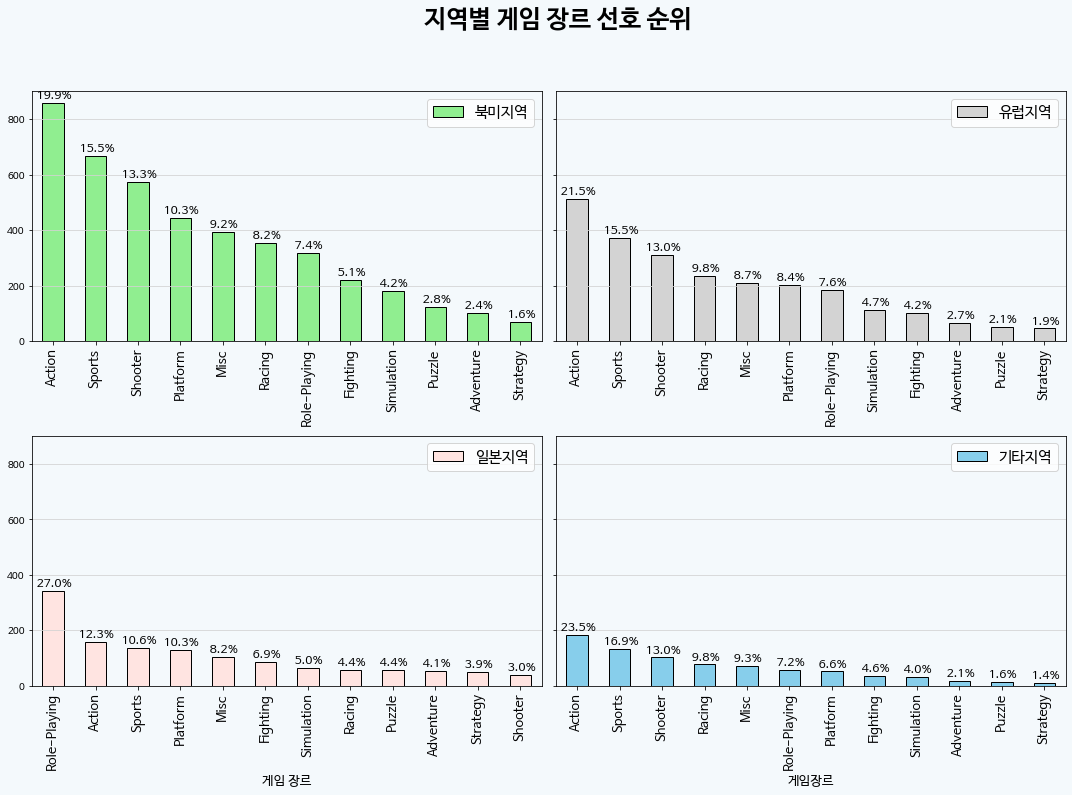 지역별 게임 장르 선호 순위
북미지역
800
600
400
200
0
19.9%
15.5%
13.3%
10.3%
9.2%
8.2%
7.4%
5.1%
4.2%
2.8%
2.4%
1.6%
Action
Sports
Shooter
Platform
Misc
Racing
Role-Playing
Fighting
Simulation
Puzzle
Adventure
Strategy
유럽지역
21.5%
15.5%
13.0%
9.8%
8.7%
8.4%
7.6%
4.7%
4.2%
2.7%
2.1%
1.9%
Action
Sports
Shooter
Racing
Misc
Platform
Role-Playing
Simulation
Fighting
Adventure
Puzzle
Strategy
일본지역
800
600
400
200
0
27.0%
12.3%
10.6%
10.3%
8.2%
6.9%
5.0%
4.4%
4.4%
4.1%
3.9%
3.0%
Role-Playing
Action
Sports
Platform
Misc
Fighting
Simulation
Racing
Puzzle
Adventure
Strategy
Shooter
게임 장르
기타지역
23.5%
16.9%
13.0%
9.8%
9.3%
7.2%
6.6%
4.6%
4.0%
2.1%
1.6%
1.4%
Action
Sports
Shooter
Racing
Misc
Role-Playing
Platform
Fighting
Simulation
Adventure
Puzzle
Strategy
게임장르